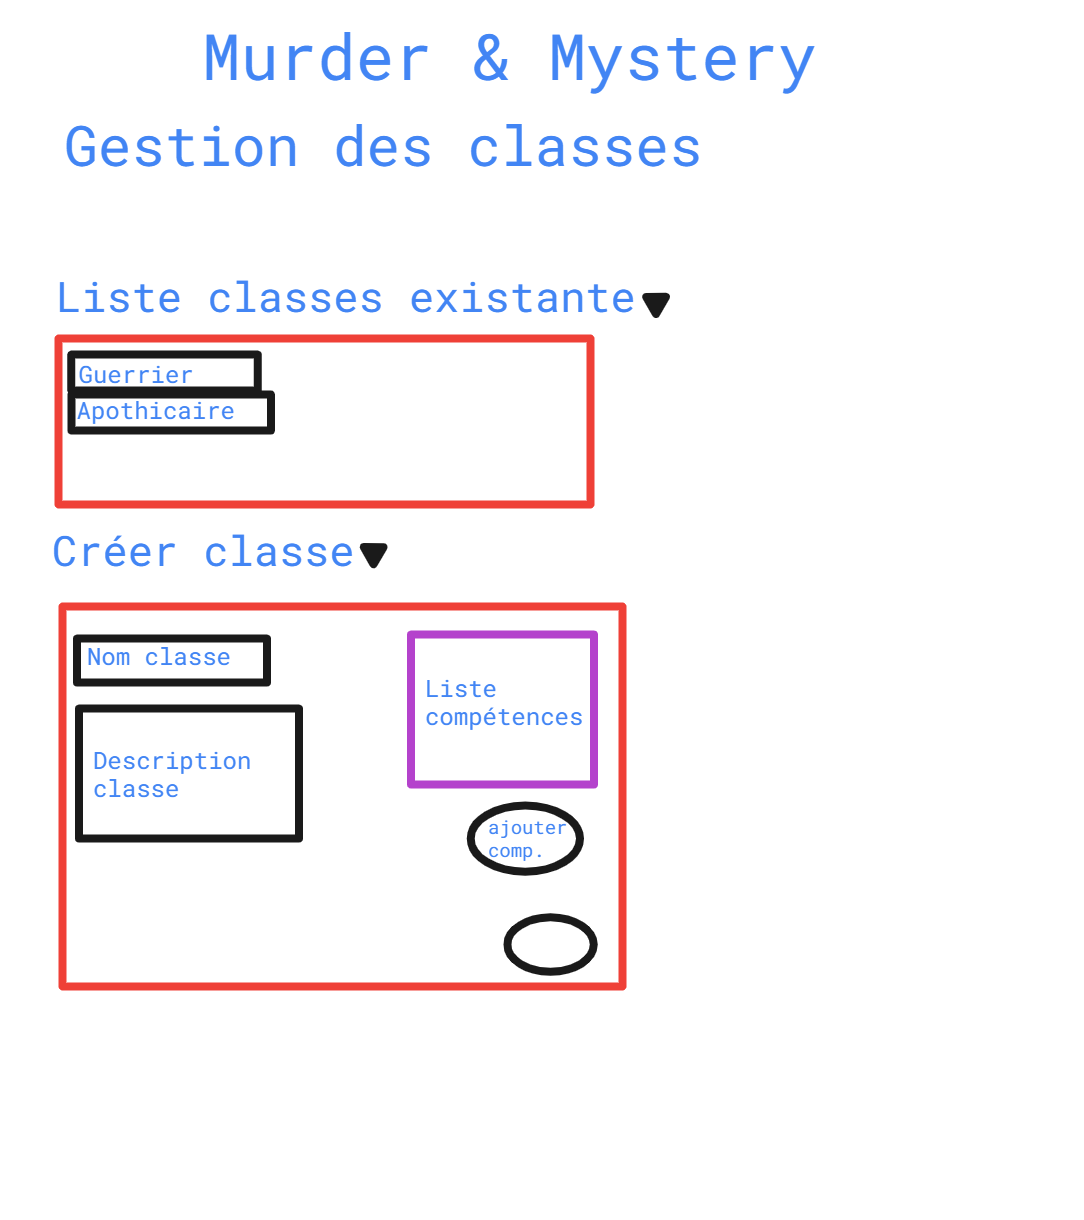 Murder & Mystery
Gestion des classes
Liste classes existante
Guerrier
Apothicaire
Créer classe
Nom classe
Description
classe
Liste
compétences
ajouter
comp.